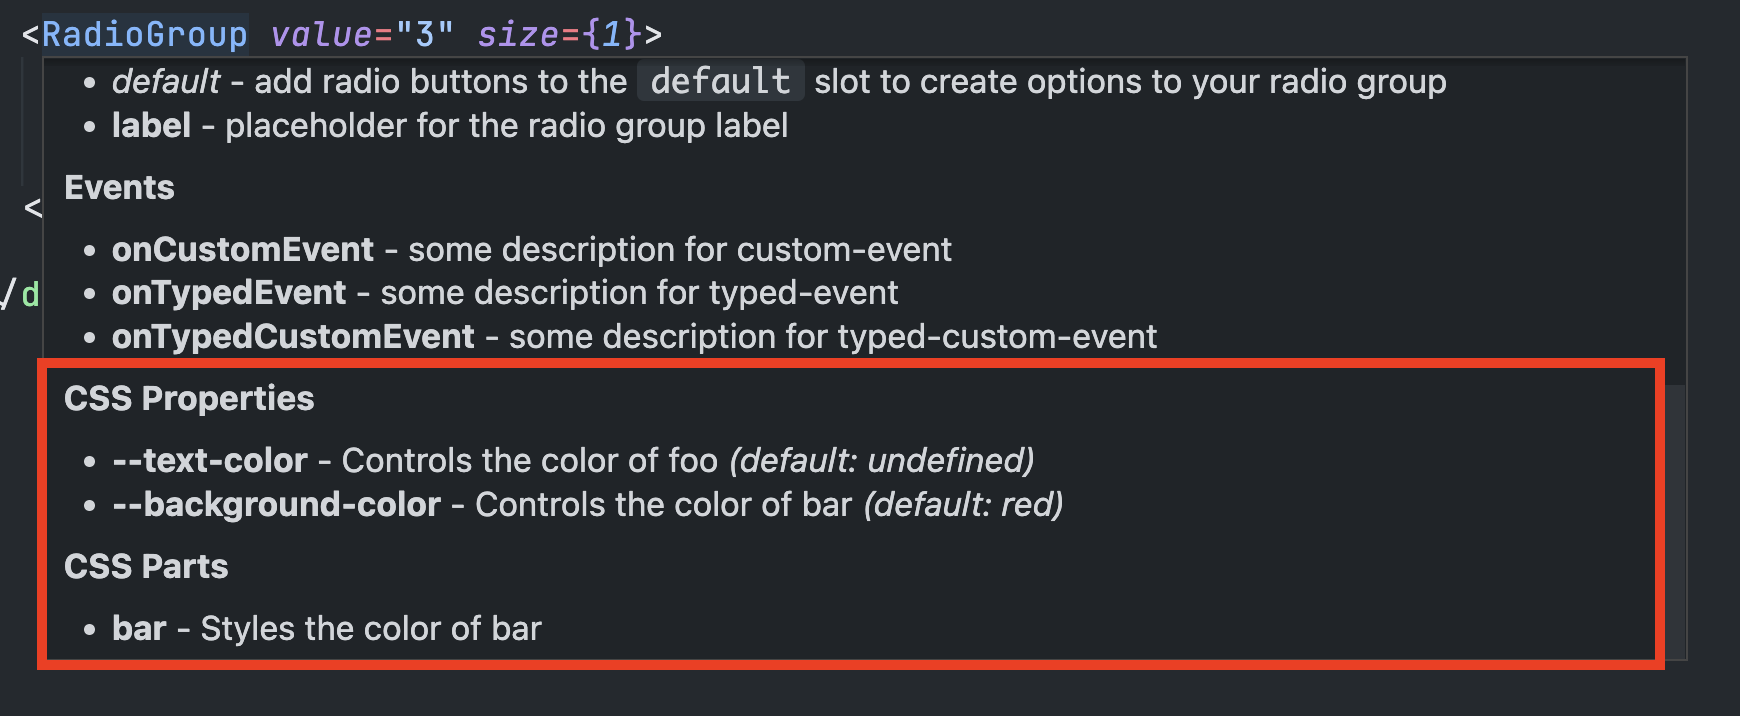 <RadioGroup value="3" size={1}>
• default - add radio buttons to the default slot to create options to your radio group
• label - placeholder for the radio group label
Events
<
• onCustomEvent - some description for custom-event
• onTypedEvent - some description for typed-event
/d
• onTypedCustomEvent - some description for typed-custom-event
CSS Properties
• --text-color - Controls the color of foo (default: undefined)
• --background-color - Controls the color of bar (default: red)
CSS Parts
• bar - Styles the color of bar